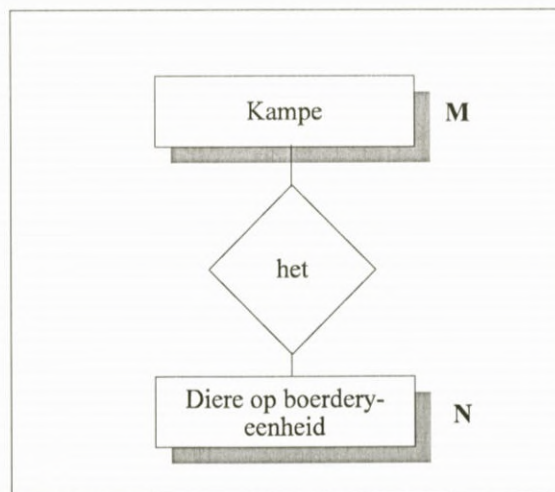 Kampe
M
het
Diere op boerdery-
eenheid
N